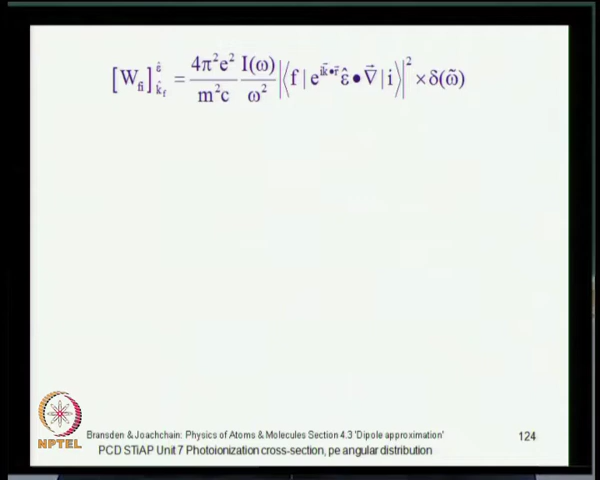 [W_fi]^ε̂_k̂f = 4π²e²/m²c I(ω)/ω² |⟨f | e^{ik⃗•r⃗} ε̂ • ∇⃗ | i⟩|² × δ(ω̃)
NPTEL
Bransden & Joachchain: Physics of Atoms & Molecules Section 4.3 'Dipole approximation'
124
PCD STiAP Unit 7 Photoionization cross-section, pe angular distribution